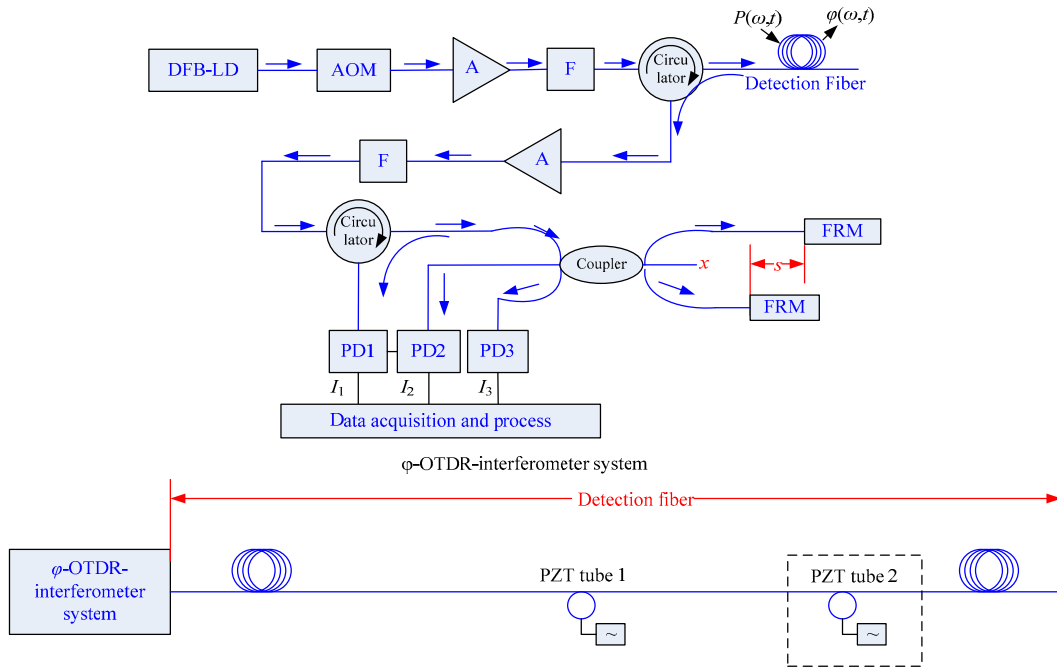 P(ω,t) φ(ω,t)
DFB-LD AOM A F Circu
lator
Detection Fiber
F A
Circu
lator
Coupler x
FRM
s
FRM
PD1 PD2 PD3
I1 I2 I3
Data acquisition and process
φ-OTDR-interferometer system
Detection fiber
φ-OTDR-
interferometer
system
PZT tube 1 PZT tube 2
~ ~